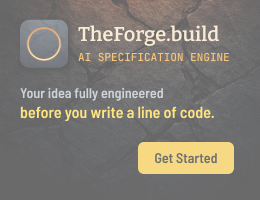 TheForge.build
AI SPECIFICATION ENGINE
Your idea fully engineered
before you write a line of code.
Get Started